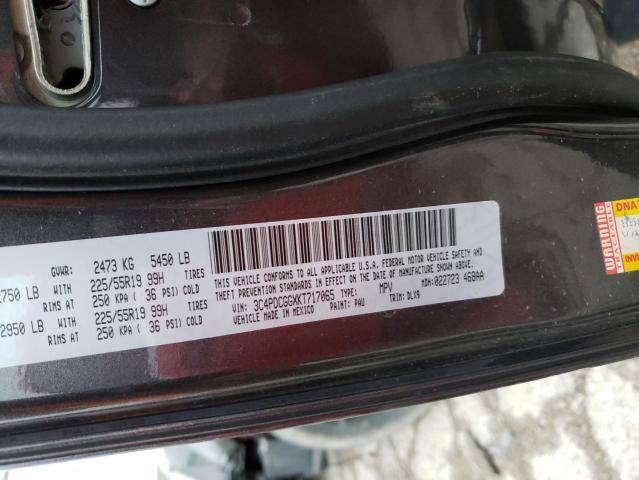 GVWR: 2473 KG 5450 LB
2750 LB WITH 225/55R19 99H TIRES
RIMS AT 250 KPA ( 36 PSI COLD)
2950 LB WITH 225/55R19 99H TIRES
RIMS AT 250 KPA ( 36 PSI COLD)
THIS VEHICLE CONFORMS TO ALL APPLICABLE U.S.A. FEDERAL MOTOR VEHICLE SAFETY AND
THEFT PREVENTION STANDARDS IN EFFECT ON THE DATE OF MANUFACTURE SHOWN ABOVE.
VIN: 3C4PDCGGXKT717065 TYPE: MPV MDH: 022723 468AA
VEHICLE MADE IN MEXICO PAINT: PAU TRIM: DLX9
WARNING
DNA
INV